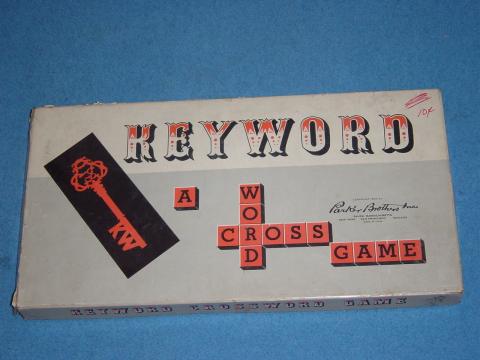 KEYWORD
10¢
KW
A
WORD
CROSS
GAME
Parker Brothers Inc.
KEYWORD CROSSWORD GAME